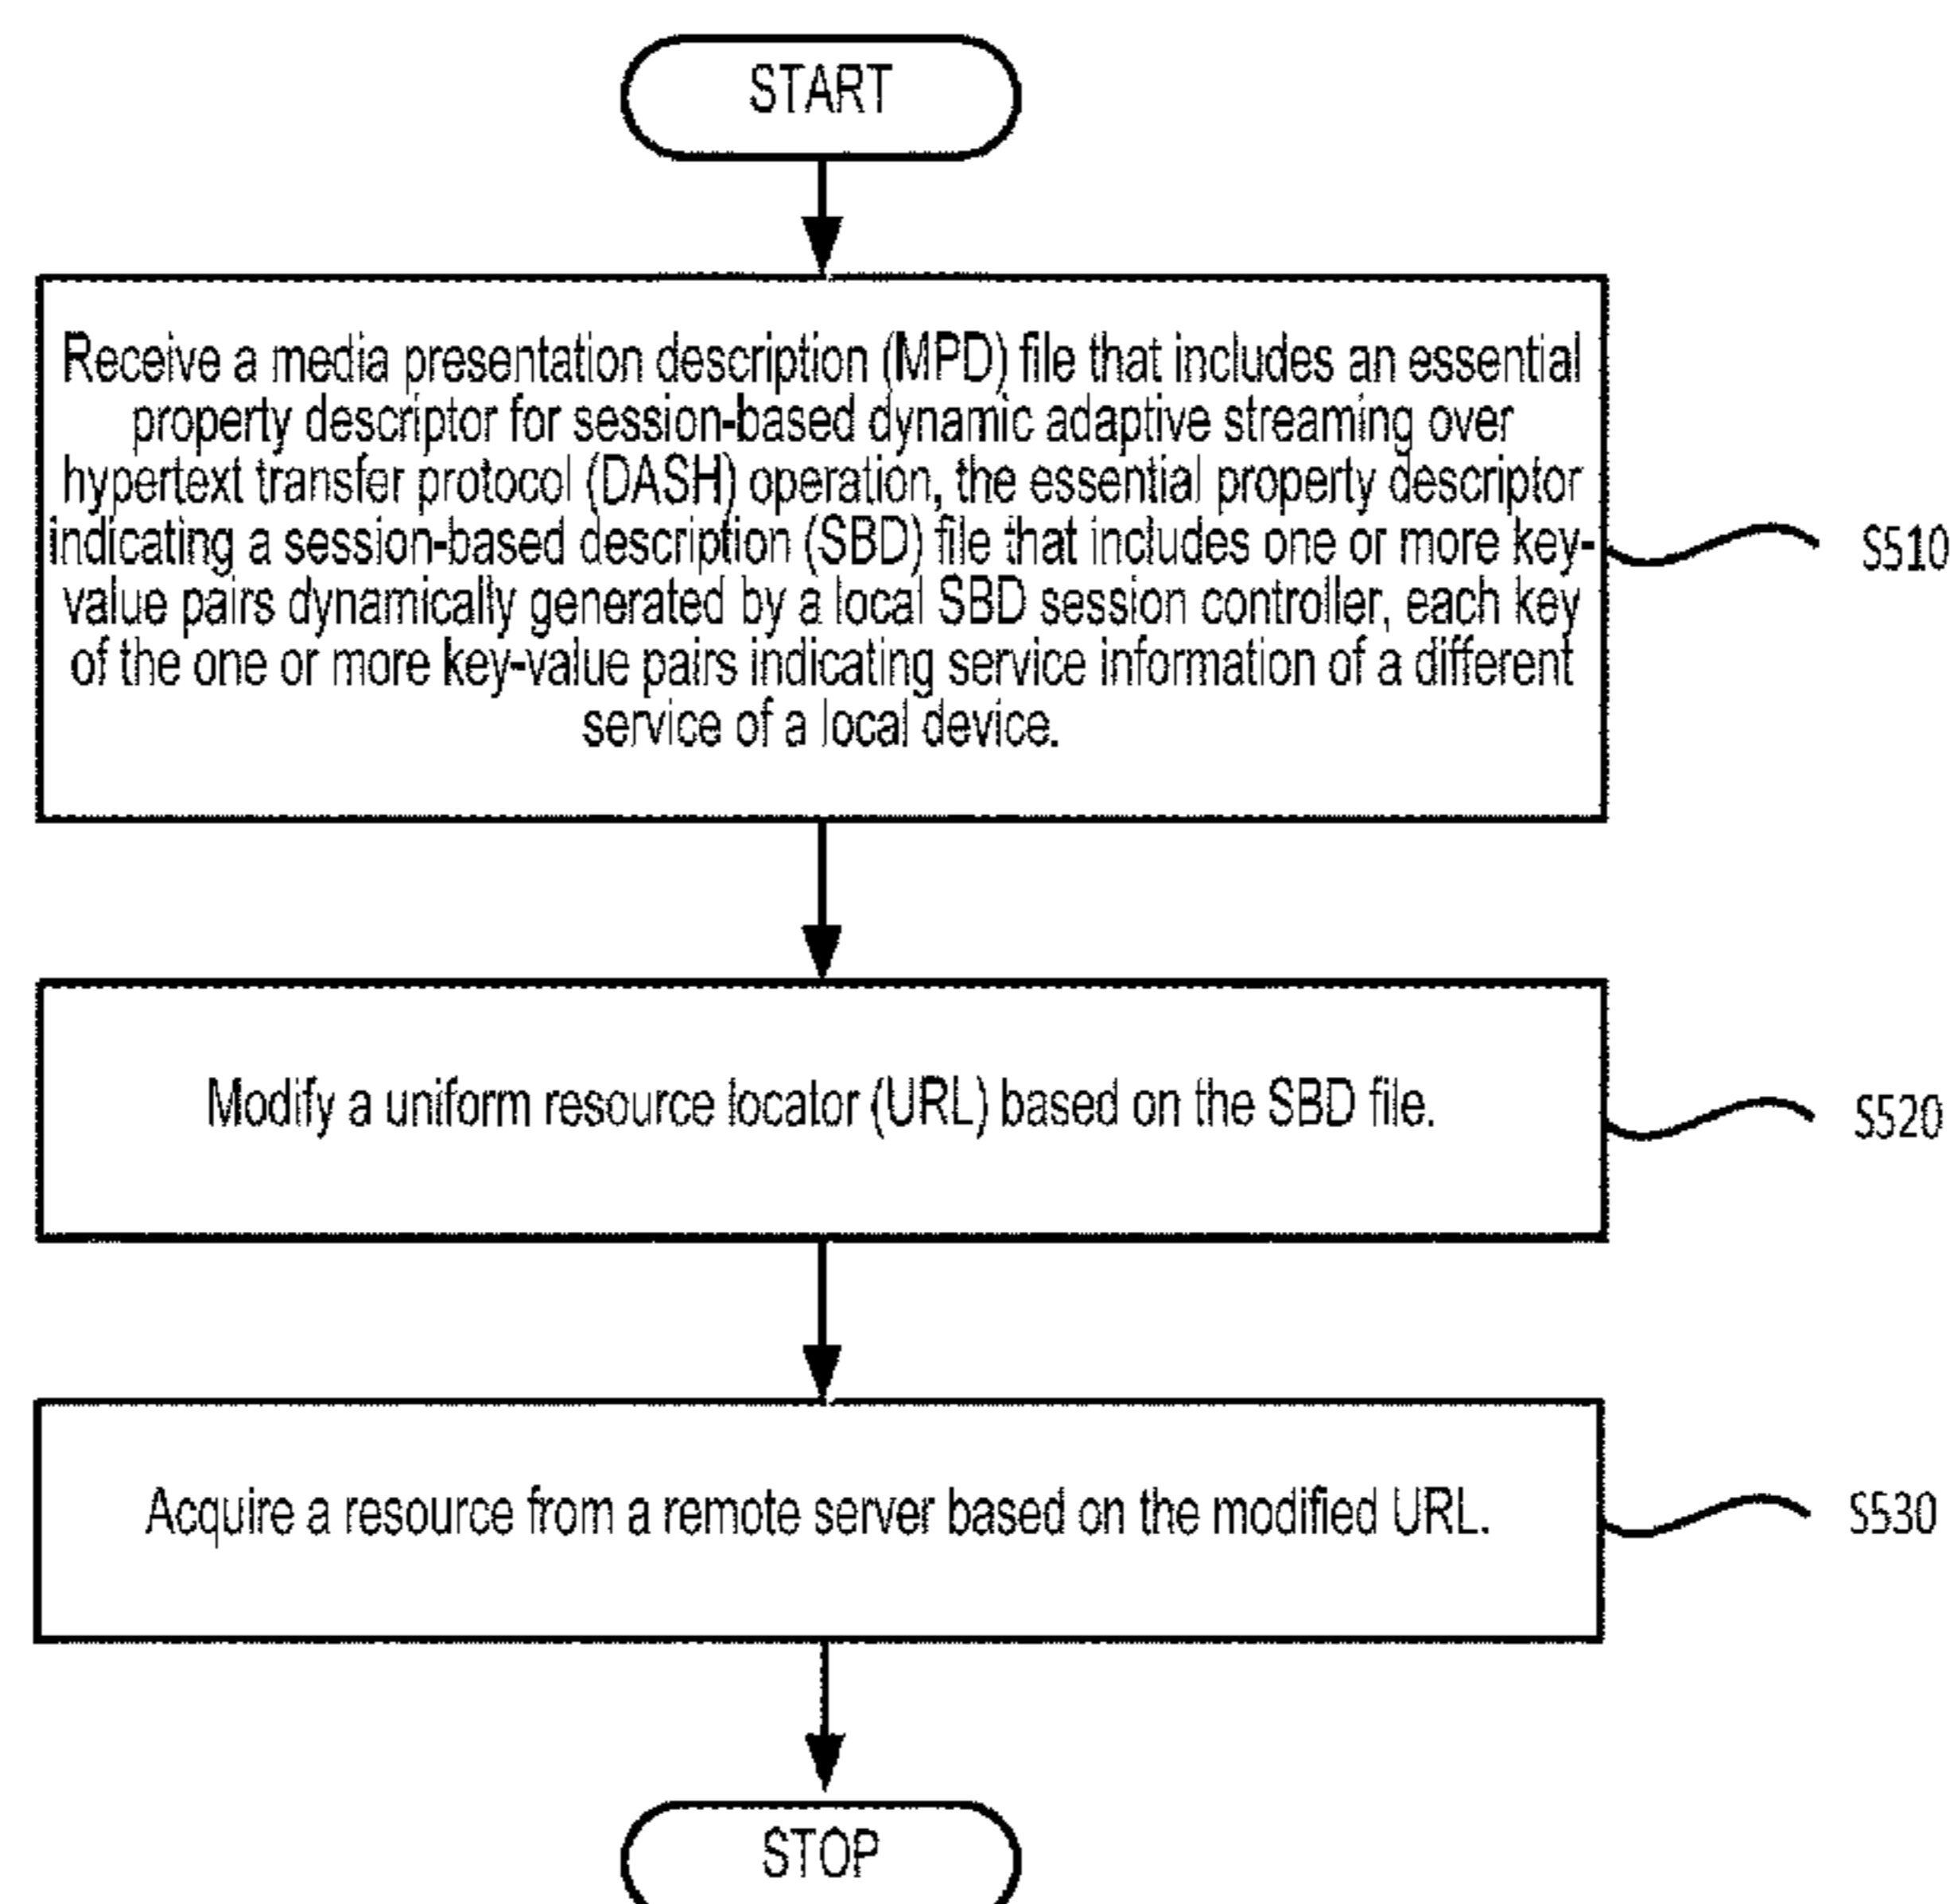 START
Receive a media presentation description (MPD) file that includes an essential
property descriptor for session-based dynamic adaptive streaming over
hypertext transfer protocol (DASH) operation, the essential property descriptor
indicating a session-based description (SBD) file that includes one or more key-
value pairs dynamically generated by a local SBD session controller, each key
of the one or more key-value pairs indicating service information of a different
service of a local device.
S510
Modify a uniform resource locator (URL) based on the SBD file.
S520
Acquire a resource from a remote server based on the modified URL.
S530
STOP